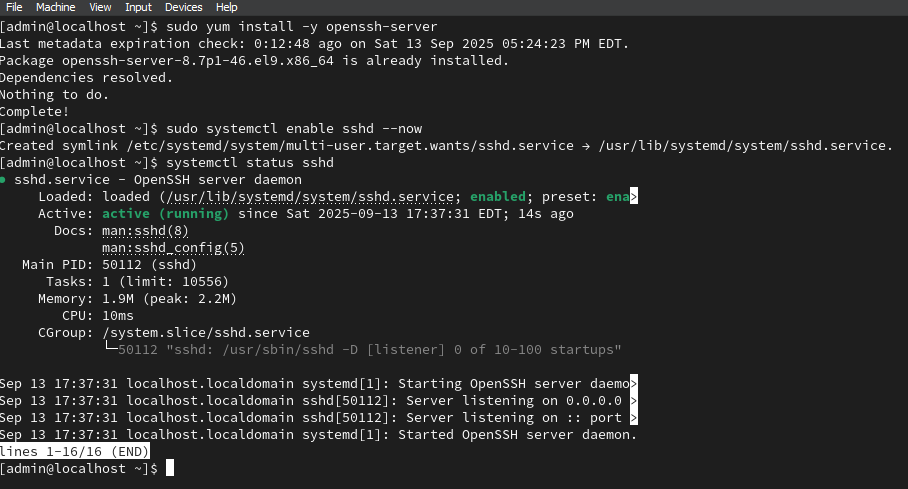 File Machine View Input Devices Help
[admin@localhost ~]$ sudo yum install -y openssh-server
Last metadata expiration check: 0:12:48 ago on Sat 13 Sep 2025 05:24:23 PM EDT.
Package openssh-server-8.7p1-46.el9.x86_64 is already installed.
Dependencies resolved.
Nothing to do.
Complete!
[admin@localhost ~]$ sudo systemctl enable sshd --now
Created symlink /etc/systemd/system/multi-user.target.wants/sshd.service → /usr/lib/systemd/system/sshd.service.
[admin@localhost ~]$ systemctl status sshd
● sshd.service - OpenSSH server daemon
     Loaded: loaded (/usr/lib/systemd/system/sshd.service; enabled; preset: ena>
     Active: active (running) since Sat 2025-09-13 17:37:31 EDT; 14s ago
       Docs: man:sshd(8)
             man:sshd_config(5)
   Main PID: 50112 (sshd)
      Tasks: 1 (limit: 10556)
     Memory: 1.9M (peak: 2.2M)
        CPU: 10ms
     CGroup: /system.slice/sshd.service
             └─50112 "sshd: /usr/sbin/sshd -D [listener] 0 of 10-100 startups"
Sep 13 17:37:31 localhost.localdomain systemd[1]: Starting OpenSSH server daemo>
Sep 13 17:37:31 localhost.localdomain sshd[50112]: Server listening on 0.0.0.0 >
Sep 13 17:37:31 localhost.localdomain sshd[50112]: Server listening on :: port >
Sep 13 17:37:31 localhost.localdomain systemd[1]: Started OpenSSH server daemon.
lines 1-16/16 (END)
[admin@localhost ~]$